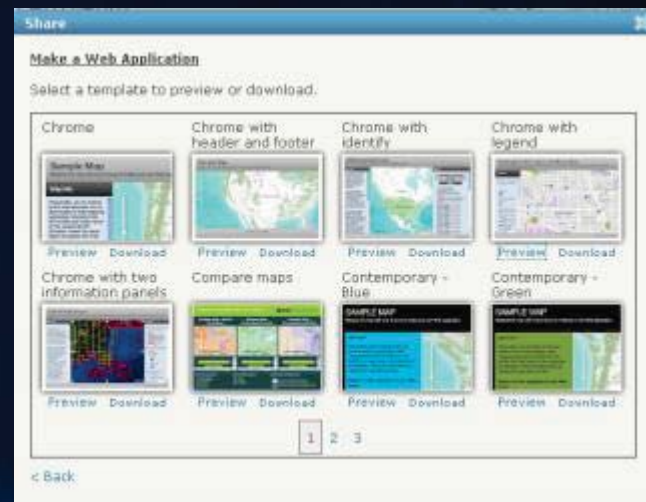 Share
Make a Web Application
Select a template to preview or download.
Chrome
Chrome with
header and footer
Chrome with
identify
Chrome with
legend
Sample Map
Preview Download
Preview Download
Preview Download
Preview Download
Chrome with two
information panels
Compare maps
Contemporary -
Blue
Contemporary -
Green
SAMPLE MAP
SAMPLE MAP
Preview Download
Preview Download
Preview Download
Preview Download
1 2 3
< Back